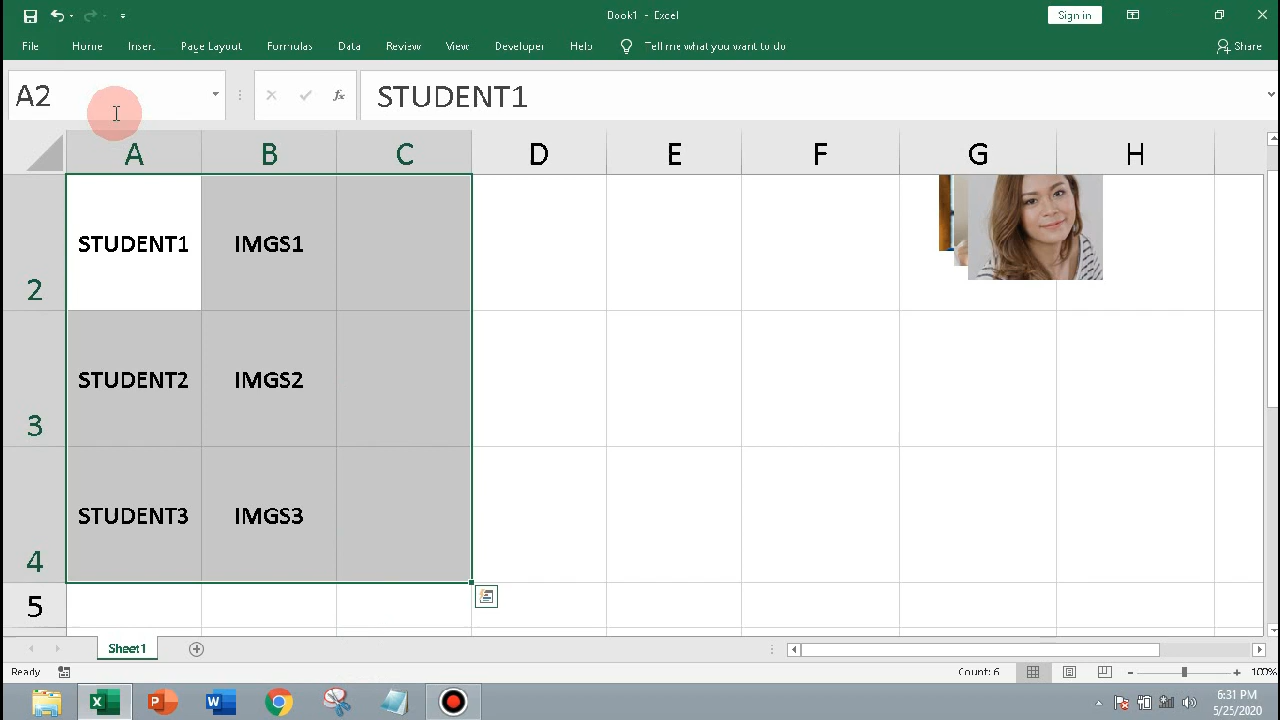 Book1 - Excel
Sign in
File Home Insert Page Layout Formulas Data Review View Developer Help Tell me what you want to do Share
A2 fx STUDENT1
A B C D E F G H
2 STUDENT1 IMGS1
3 STUDENT2 IMGS2
4 STUDENT3 IMGS3
5
Sheet1
Ready Count: 6 100%
6:31 PM
5/25/2020